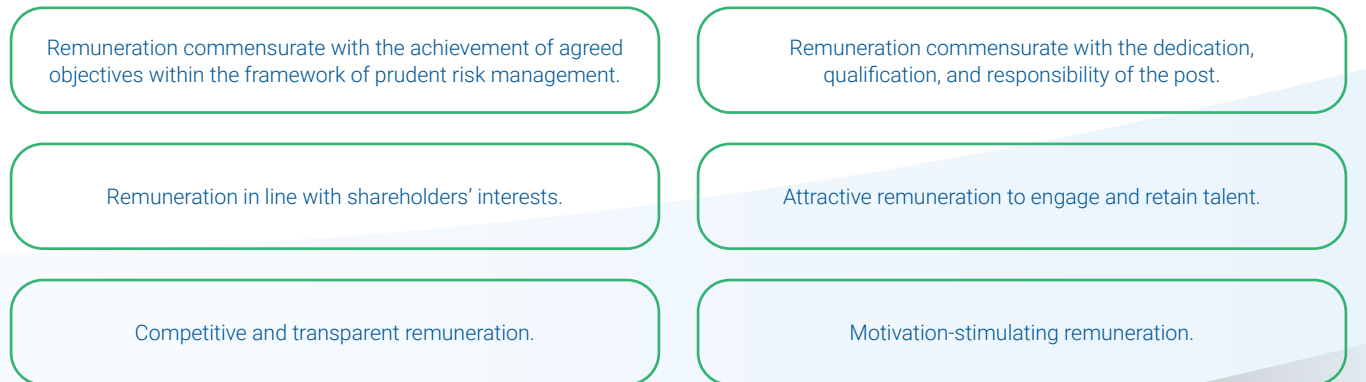 Remuneration commensurate with the achievement of agreed
objectives within the framework of prudent risk management.
Remuneration commensurate with the dedication,
qualification, and responsibility of the post.
Remuneration in line with shareholders’ interests.
Attractive remuneration to engage and retain talent.
Competitive and transparent remuneration.
Motivation-stimulating remuneration.